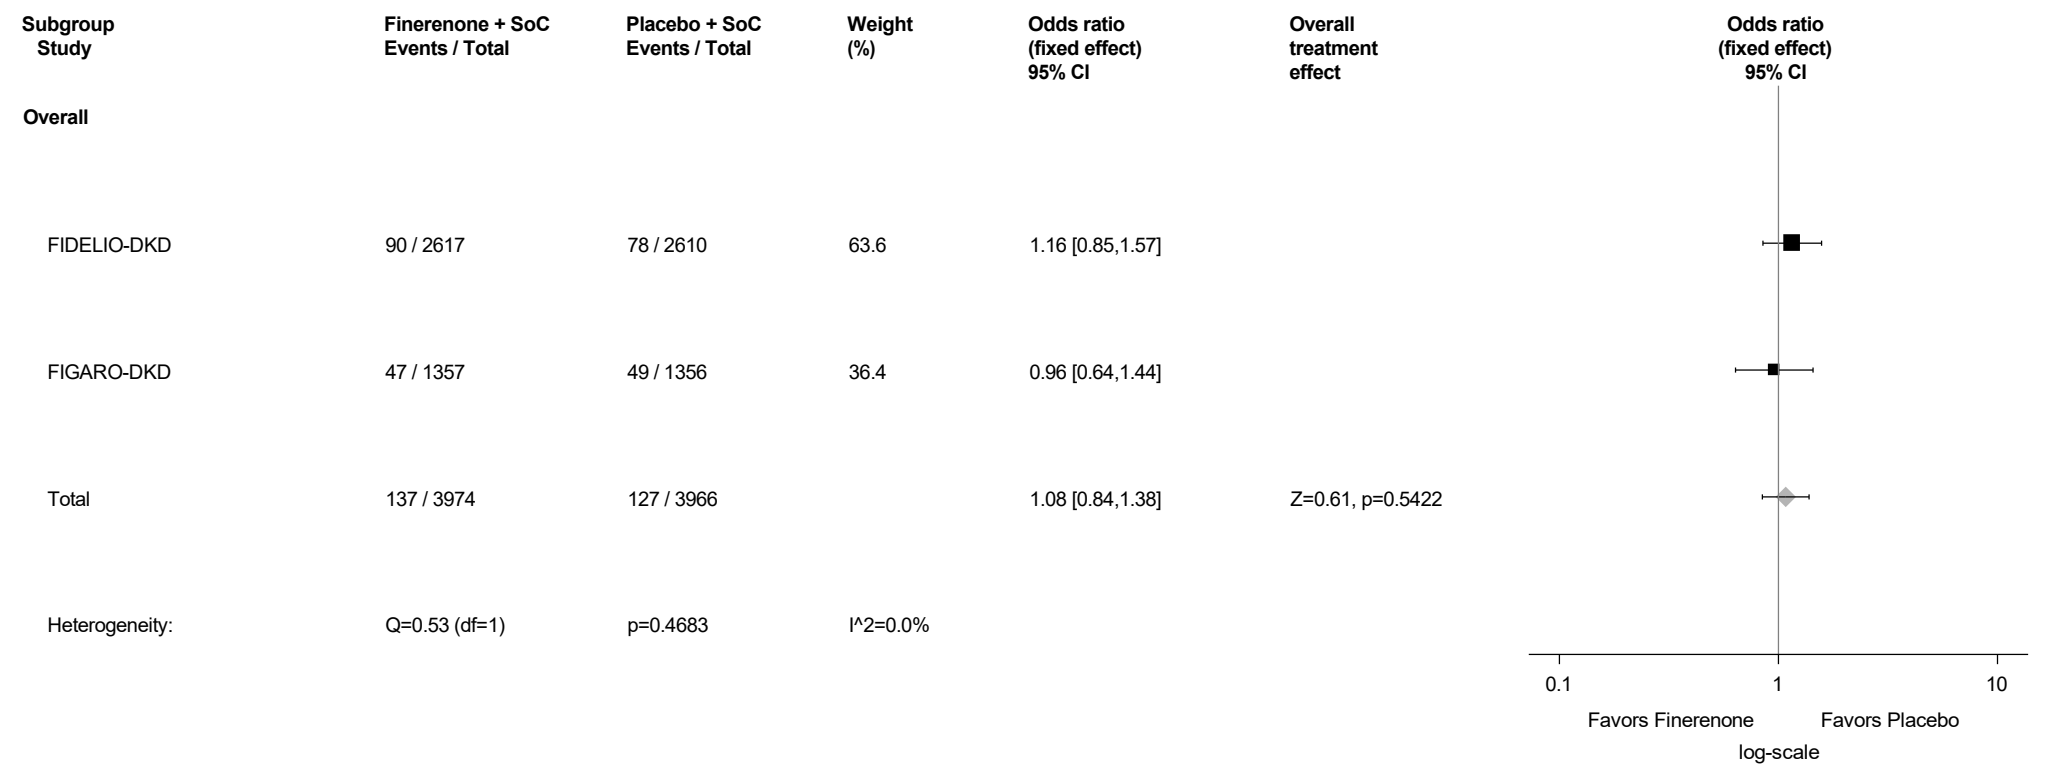 Subgroup Finerenone + SoC Placebo + SoC Weight Odds ratio Overall Odds ratio
Study Events / Total Events / Total (%) (fixed effect) treatment (fixed effect)
95% CI effect 95% CI
Overall
FIDELIO-DKD 90 / 2617 78 / 2610 63.6 1.16 [0.85,1.57]
FIGARO-DKD 47 / 1357 49 / 1356 36.4 0.96 [0.64,1.44]
Total 137 / 3974 127 / 3966 1.08 [0.84,1.38] Z=0.61, p=0.5422
Heterogeneity: Q=0.53 (df=1) p=0.4683 I^2=0.0%
0.1 1 10
Favors Finerenone Favors Placebo
log-scale